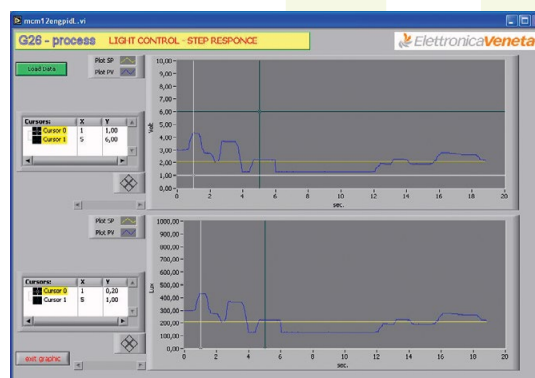 mcm12engpidl..vi
G26 - process LIGHT CONTROL - STEP RESPONCE
ElettronicaVeneta
Load Data
Plot SP
Plot PV
Cursors: X Y
Cursor 0 1 1,00
Cursor 1 5 6,00
Volt
10,00
9,00
8,00
7,00
6,00
5,00
4,00
3,00
2,00
1,00
0,00
0 2 4 6 8 10 12 14 16 18 20
sec.
Plot SP
Plot PV
Cursors: X Y
Cursor 0 1 0,20
Cursor 1 5 1,00
Lux
1000,00
900,00
800,00
700,00
600,00
500,00
400,00
300,00
200,00
100,00
0,00
0 2 4 6 8 10 12 14 16 18 20
sec.
exit graphic